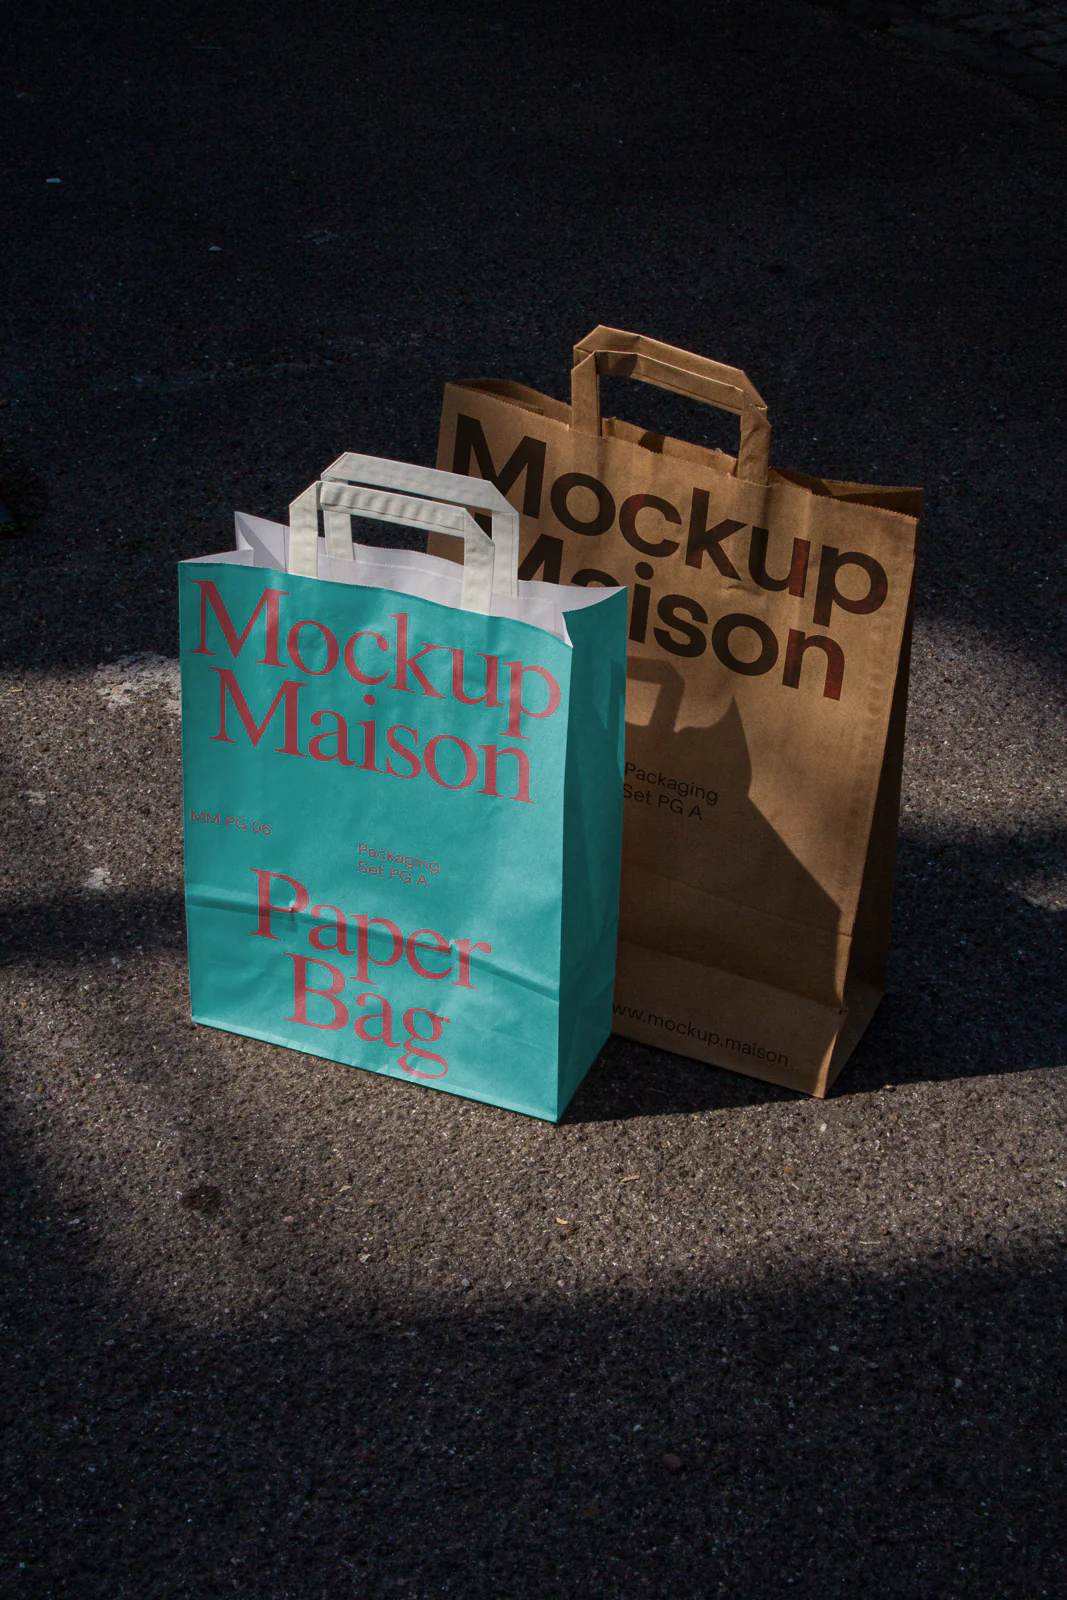 Mockup
Maison
MM PG 06
Packaging
Set PG A
Paper
Bag
Mockup
Maison
Packaging
Set PG A
www.mockup.maison